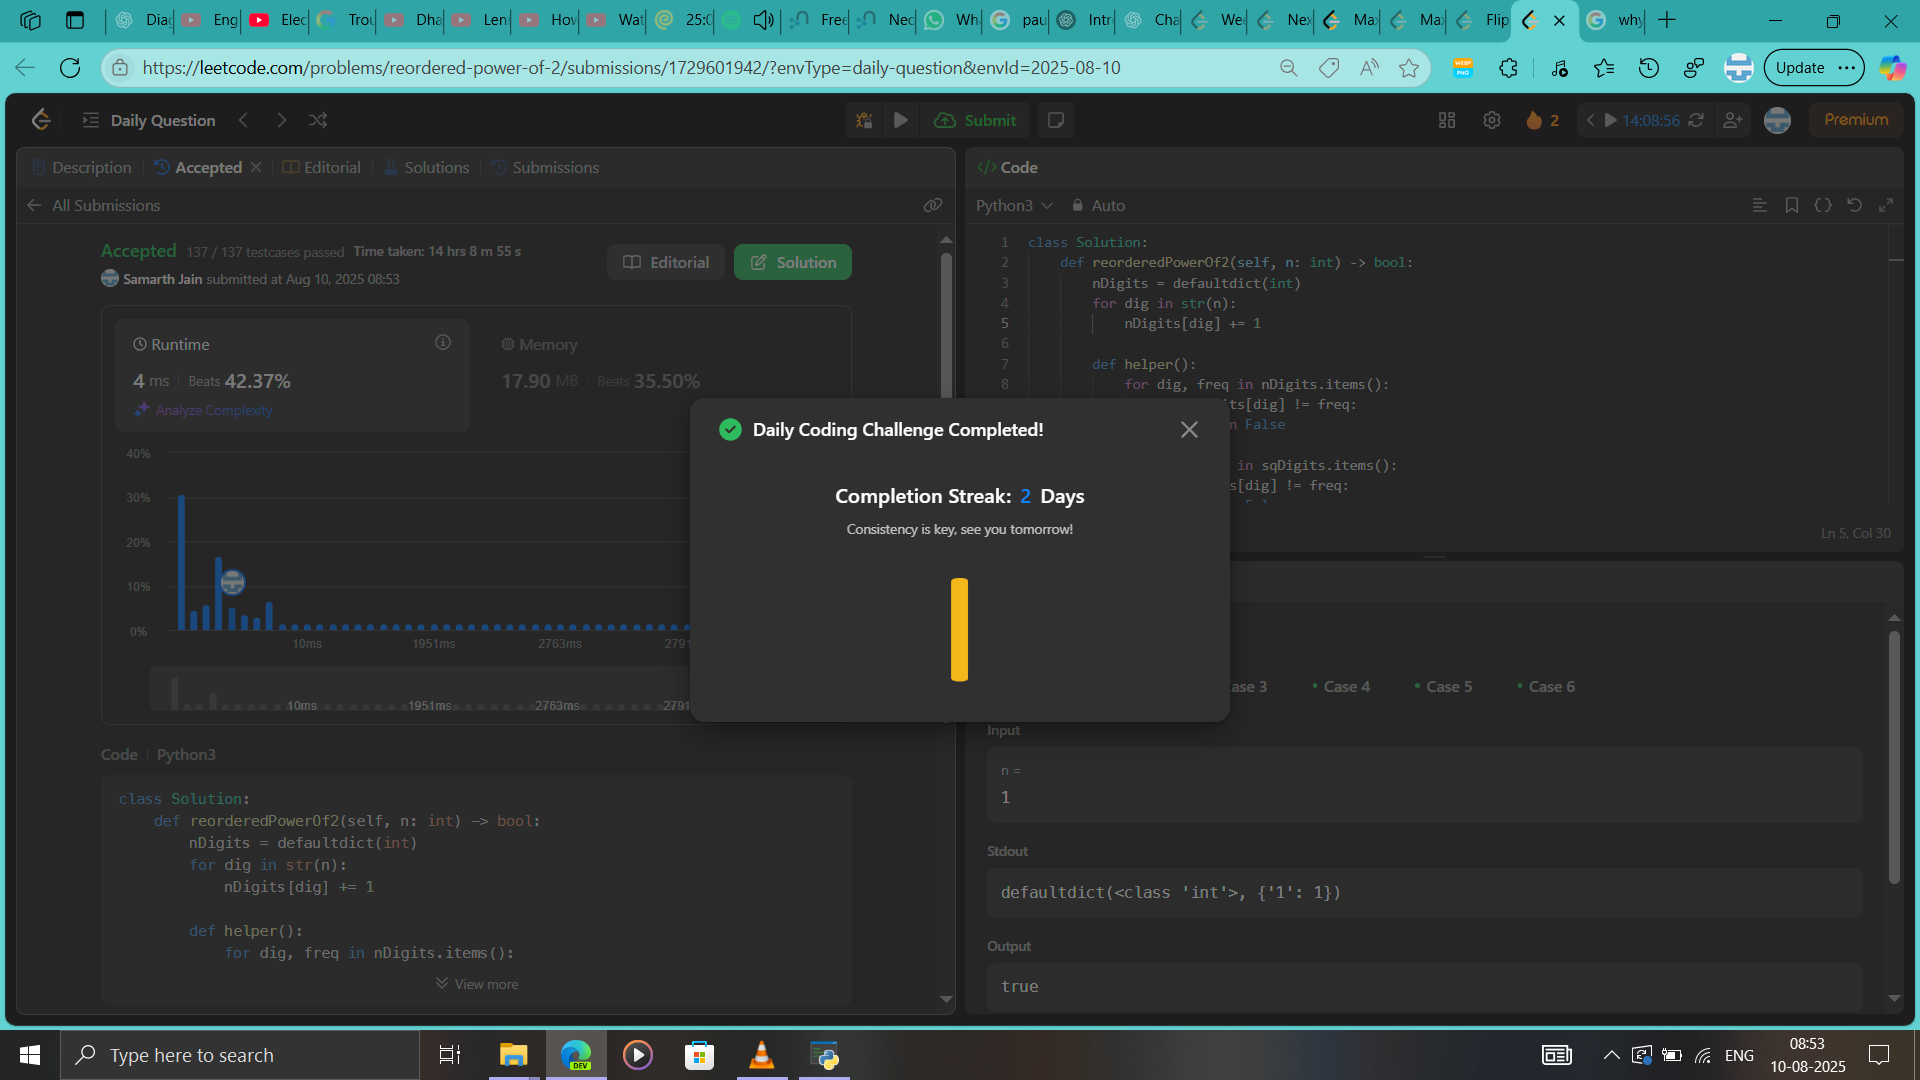 Diag
Eng
Elec
Trou
Dha
Len
How
Wat
25:0
Free
Nec
Wh
pau
Intr
Cha
Wee
Nex
Max
Max
Flip
why
https://leetcode.com/problems/reordered-power-of-2/submissions/1729601942/?envType=daily-question&envId=2025-08-10
WEBP
PNG
Update
Daily Question
Submit
2
14:08:56
Premium
Description
Accepted
Editorial
Solutions
Submissions
All Submissions
Accepted 137 / 137 testcases passed Time taken: 14 hrs 8 m 55 s
Samarth Jain submitted at Aug 10, 2025 08:53
Editorial
Solution
Runtime
4 ms Beats 42.37%
Analyze Complexity
Memory
17.90 MB Beats 35.50%
40%
30%
20%
10%
0%
10ms 1951ms 2763ms 2791
10ms 1951ms 2763ms 2791
Code Python3
class Solution:
def reorderedPowerOf2(self, n: int) -> bool:
nDigits = defaultdict(int)
for dig in str(n):
nDigits[dig] += 1
def helper():
for dig, freq in nDigits.items():
View more
Daily Coding Challenge Completed!
Completion Streak: 2 Days
Consistency is key, see you tomorrow!
</> Code
Python3 Auto
1 class Solution:
2 def reorderedPowerOf2(self, n: int) -> bool:
3 nDigits = defaultdict(int)
4 for dig in str(n):
5 nDigits[dig] += 1
6
7 def helper():
8 for dig, freq in nDigits.items():
ts[dig] != freq:
n False
in sqDigits.items():
s[dig] != freq:
Ln 5, Col 30
ase 3
Case 4
Case 5
Case 6
Input
n =
1
Stdout
defaultdict(<class 'int'>, {'1': 1})
Output
true
Type here to search
DEV
ENG
08:53
10-08-2025